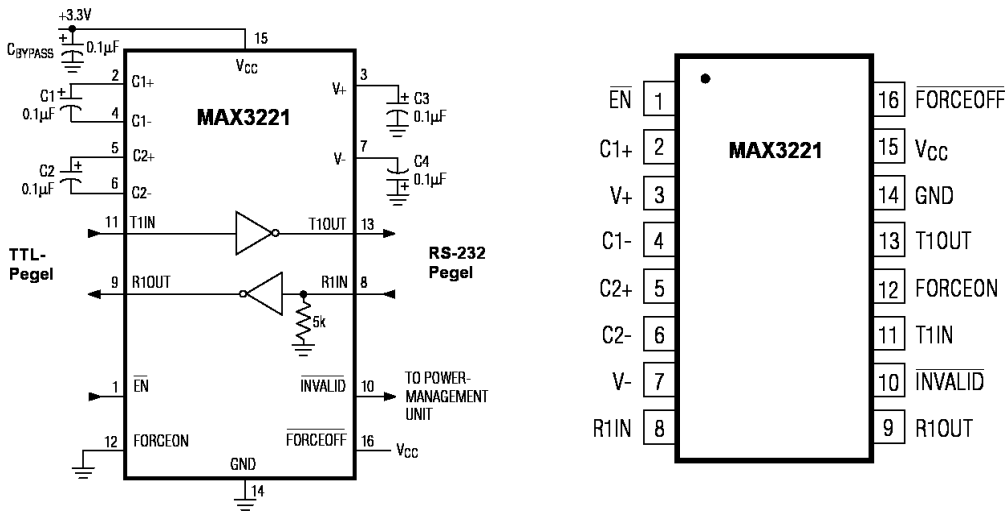 +3.3V
CBYPASS
0.1µF
15
VCC
2
C1+
C1
0.1µF
4
C1-
5
C2+
C2
0.1µF
6
C2-
MAX3221
3
V+
C3
0.1µF
7
V-
C4
0.1µF
11
T1IN
T1OUT
13
TTL-
Pegel
RS-232
Pegel
9
R1OUT
R1IN
8
5k
1
EN
INVALID
10
TO POWER-
MANAGEMENT
UNIT
12
FORCEON
FORCEOFF
16
VCC
GND
14
MAX3221
EN 1
C1+ 2
V+ 3
C1- 4
C2+ 5
C2- 6
V- 7
R1IN 8
16 FORCEOFF
15 VCC
14 GND
13 T1OUT
12 FORCEON
11 T1IN
10 INVALID
9 R1OUT